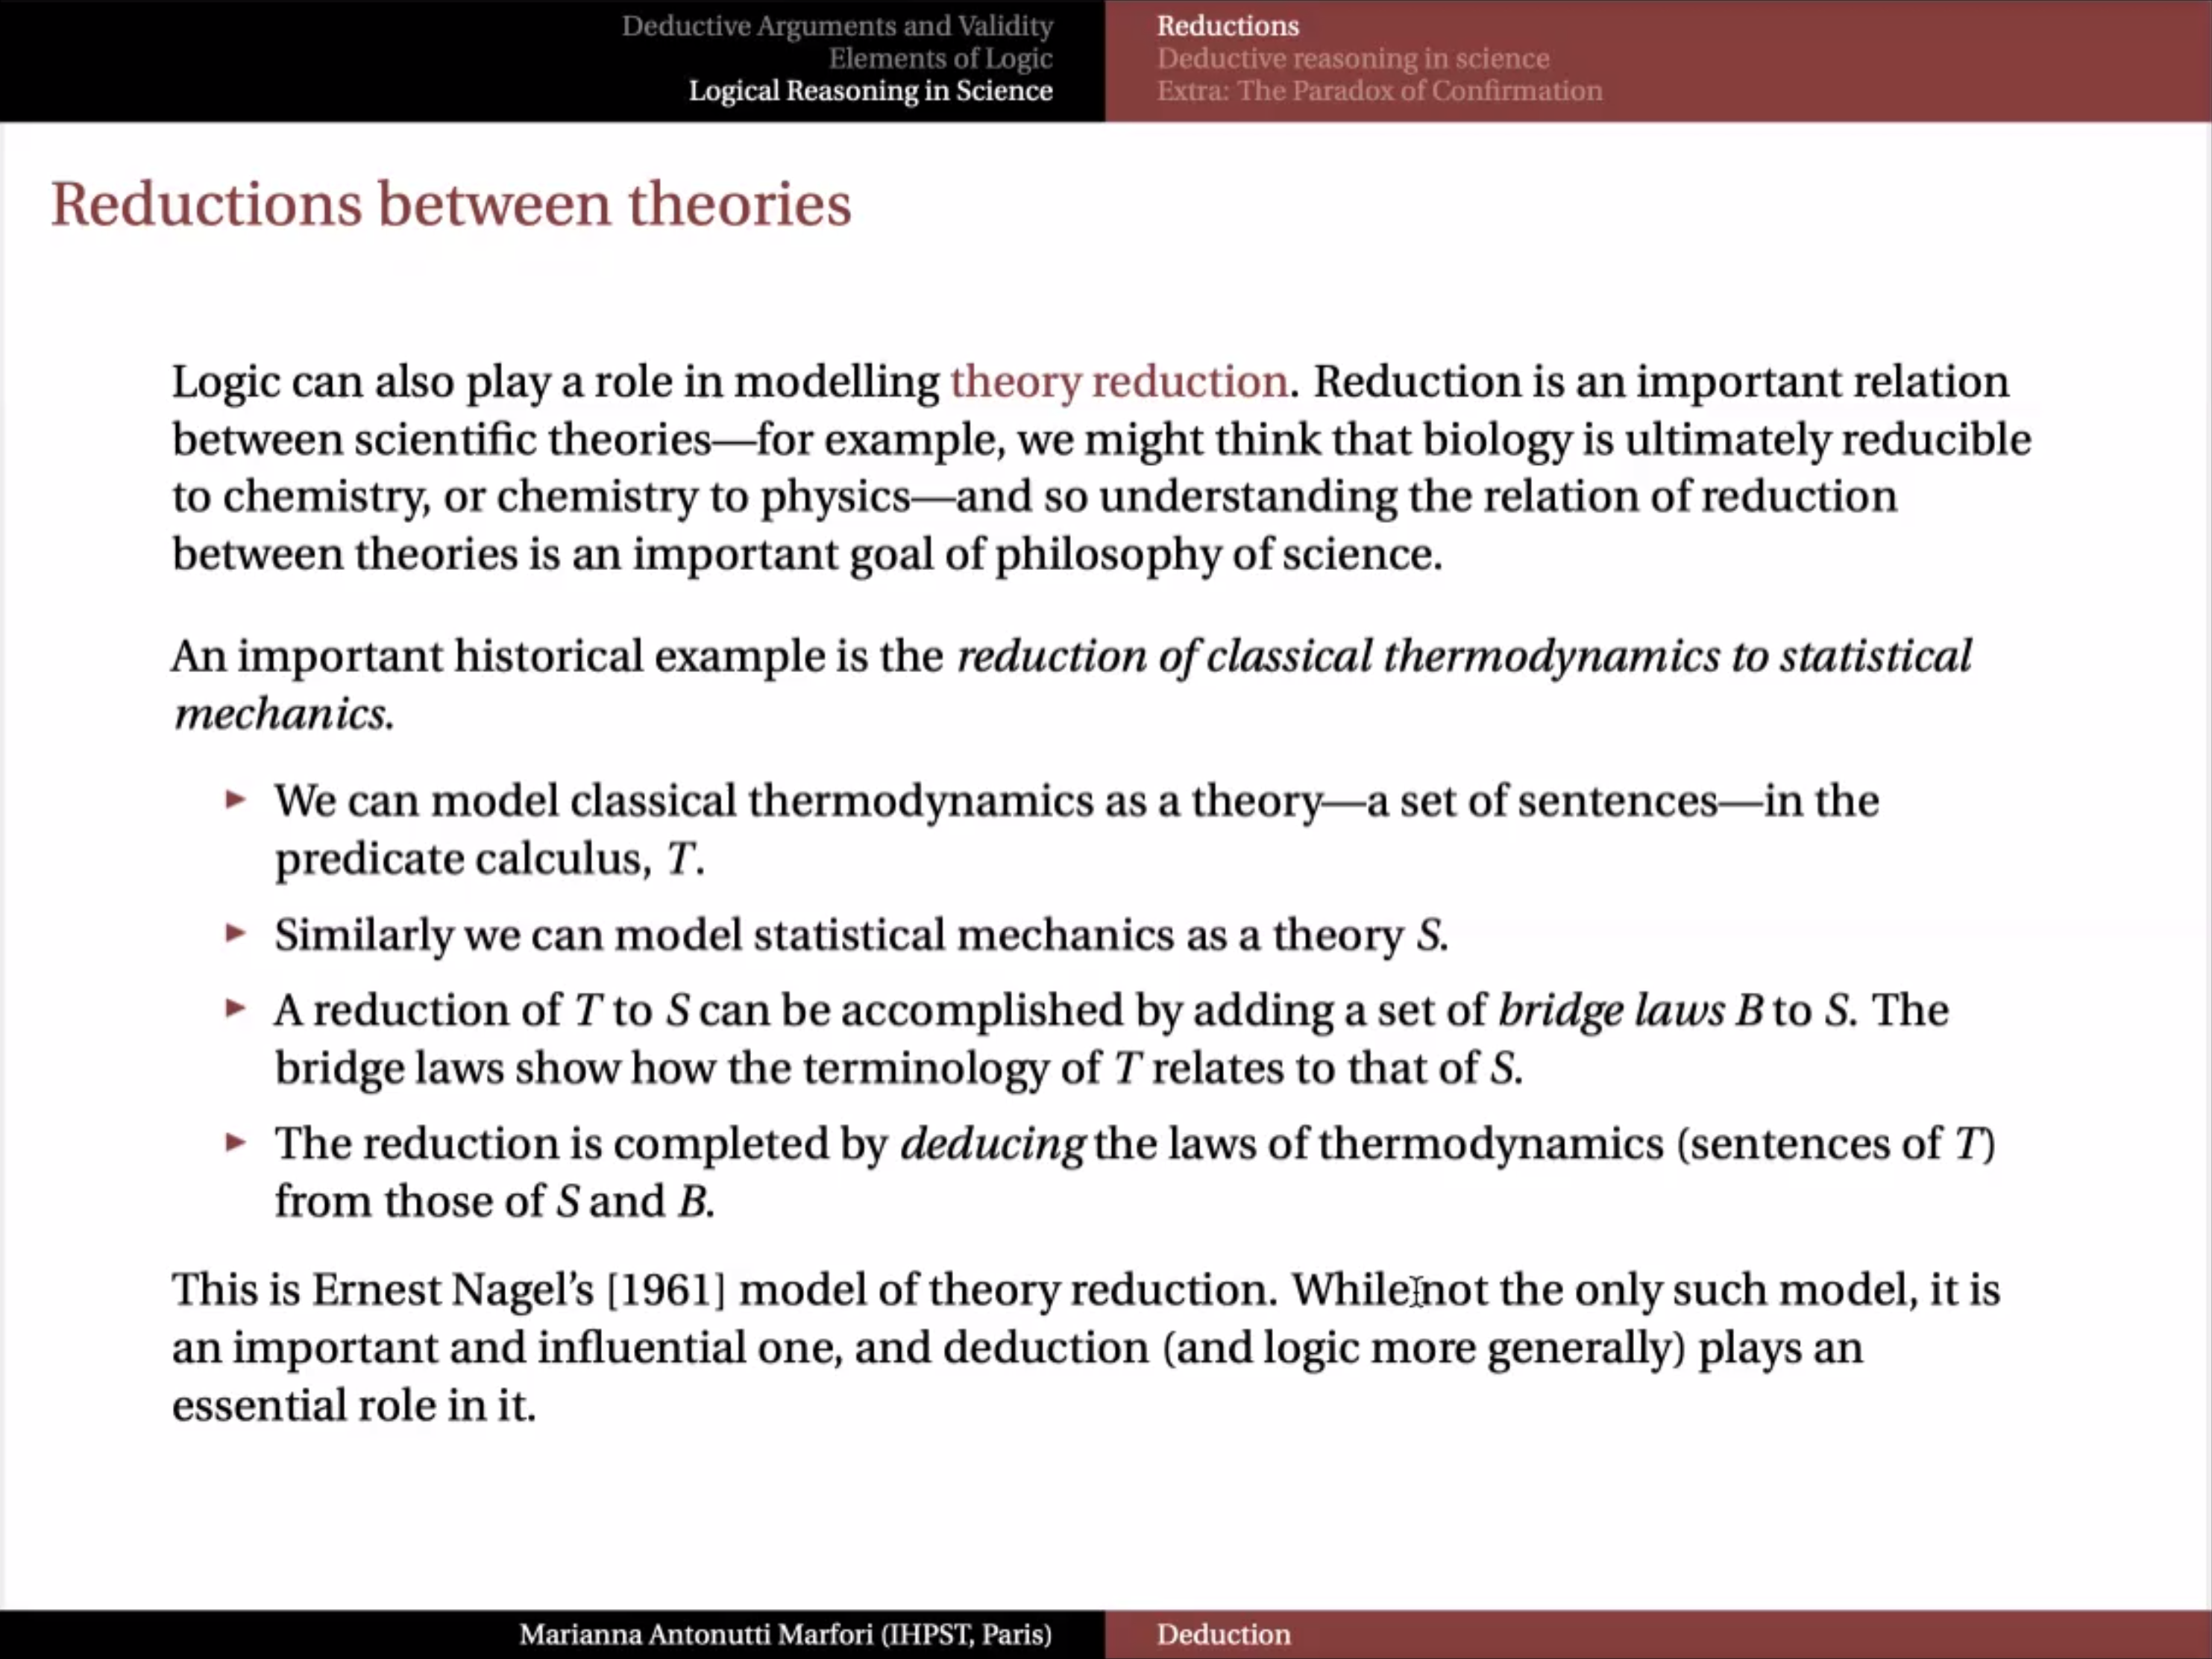 Deductive Arguments and Validity
Elements of Logic
Logical Reasoning in Science
Reductions
Deductive reasoning in science
Extra: The Paradox of Confirmation
Reductions between theories
Logic can also play a role in modelling theory reduction. Reduction is an important relation
between scientific theories—for example, we might think that biology is ultimately reducible
to chemistry, or chemistry to physics—and so understanding the relation of reduction
between theories is an important goal of philosophy of science.
An important historical example is the reduction of classical thermodynamics to statistical
mechanics.
► We can model classical thermodynamics as a theory—a set of sentences—in the
predicate calculus, T.
► Similarly we can model statistical mechanics as a theory S.
► A reduction of T to S can be accomplished by adding a set of bridge laws B to S. The
bridge laws show how the terminology of T relates to that of S.
► The reduction is completed by deducing the laws of thermodynamics (sentences of T)
from those of S and B.
This is Ernest Nagel's [1961] model of theory reduction. While not the only such model, it is
an important and influential one, and deduction (and logic more generally) plays an
essential role in it.
Marianna Antonutti Marfori (IHPST, Paris)
Deduction